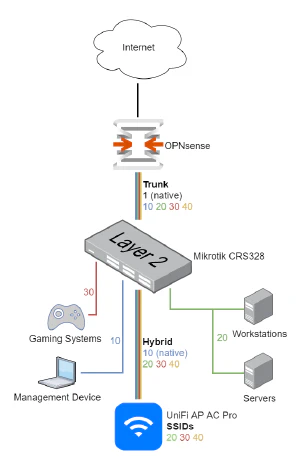 Internet
OPNsense
Trunk
1 (native)
10 20 30 40
Layer 2
Mikrotik CRS328
30
Gaming Systems
10
Hybrid
10 (native)
20 30 40
Workstations
20
Management Device
Servers
UniFi AP AC Pro
SSIDs
20 30 40